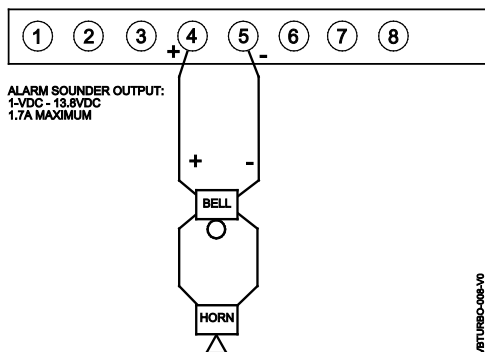 1 2 3 4 5 6 7 8
+ -
ALARM SOUNDER OUTPUT:
1-VDC - 13.8VDC
1.7A MAXIMUM
+ -
BELL
HORN
VBTURBO-008-V0